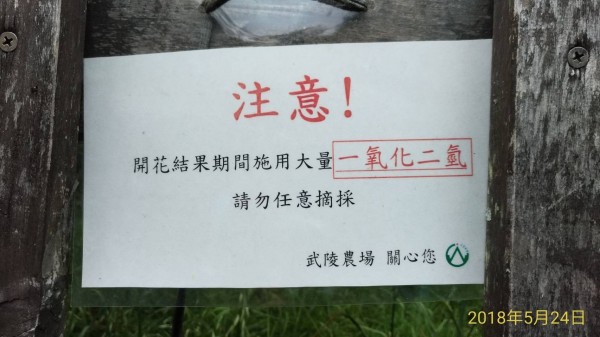 注意!
開花結果期間施用大量一氧化二氫
請勿任意摘採
武陵農場 關心您
2018年5月24日